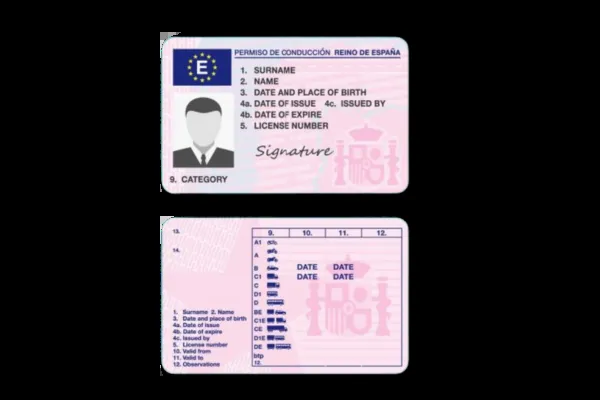 PERMISO DE CONDUCCIÓN REINO DE ESPAÑA
E
1. SURNAME
2. NAME
3. DATE AND PLACE OF BIRTH
4a. DATE OF ISSUE 4c. ISSUED BY
4b. DATE OF EXPIRE
5. LICENSE NUMBER
Signature
9. CATEGORY
13.
14.
9. 10. 11. 12.
A1
A
B DATE DATE
C1 DATE DATE
C
D1
D
BE
C1E
CE
D1E
DE
btp
12.
1. Surname 2. Name
3. Date and place of birth
4a. Date of issue
4b. Date of expire
4c. Issued by
5. License number
10. Valid from
11. Valid to
12. Observations